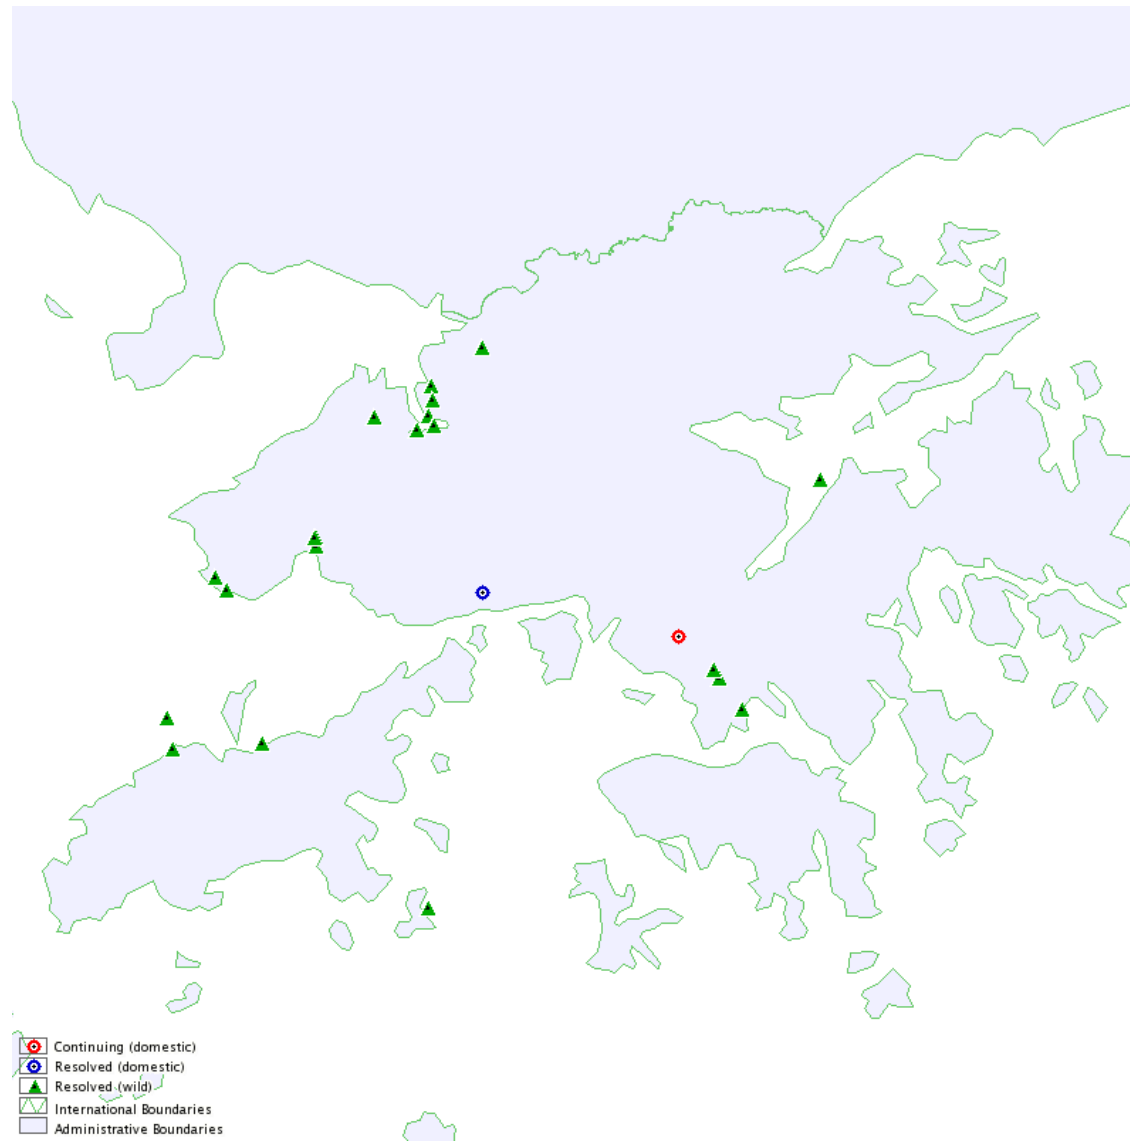 Continuing (domestic)
Resolved (domestic)
Resolved (wild)
International Boundaries
Administrative Boundaries